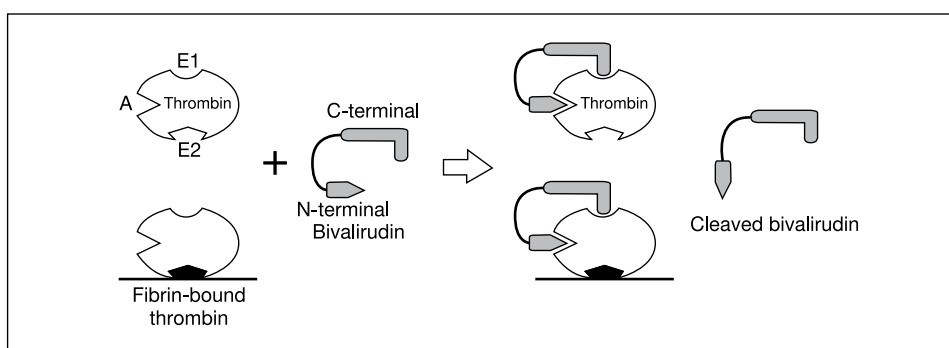 E1
A
Thrombin
E2
C-terminal
N-terminal
Bivalirudin
Fibrin-bound
thrombin
Thrombin
Cleaved bivalirudin